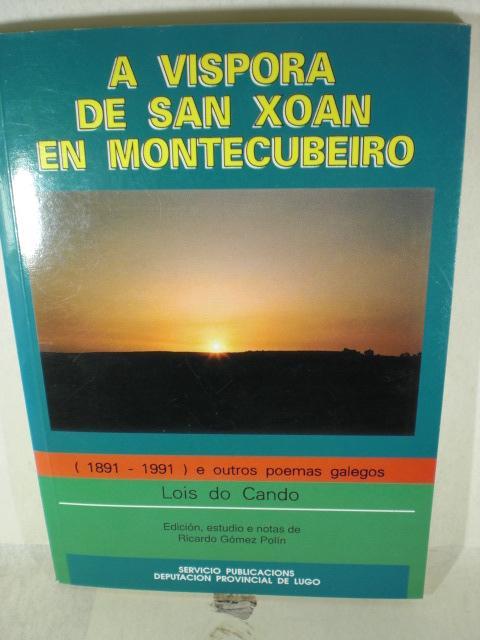 A VISPORA
DE SAN XOAN
EN MONTECUBEIRO
( 1891 - 1991 ) e outros poemas galegos
Lois do Cando
Edición, estudio e notas de
Ricardo Gómez Polín
SERVICIO PUBLICACIONS
DEPUTACION PROVINCIAL DE LUGO